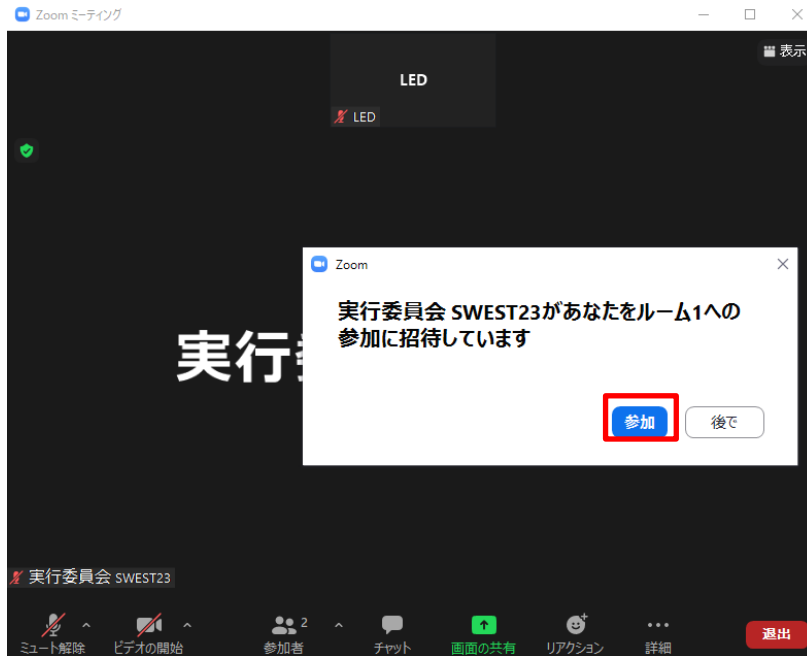 Zoom ミーティング
表示
LED
LED
Zoom
実行委員会 SWEST23があなたをルーム1への
参加に招待しています
参加
後で
実行
実行委員会 SWEST23
2
ミュート解除
ビデオの開始
参加者
チャット
画面の共有
リアクション
詳細
退出